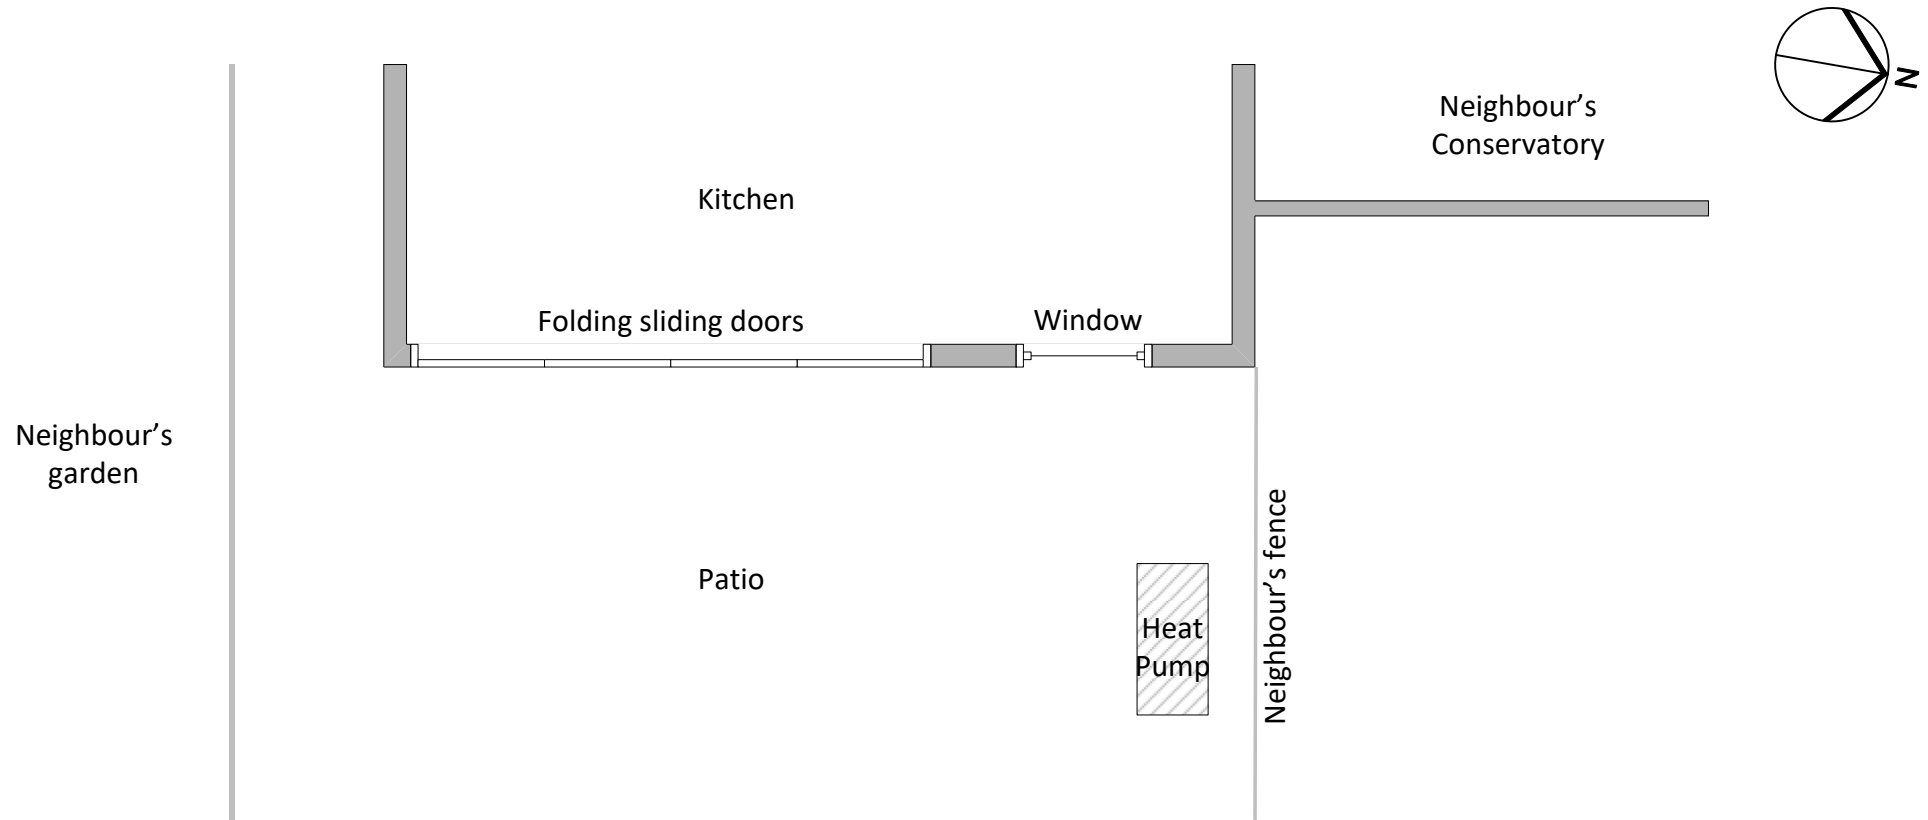 N
Neighbour’s
Conservatory
Kitchen
Folding sliding doors
Window
Neighbour’s
garden
Patio
Heat
Pump
Neighbour’s fence